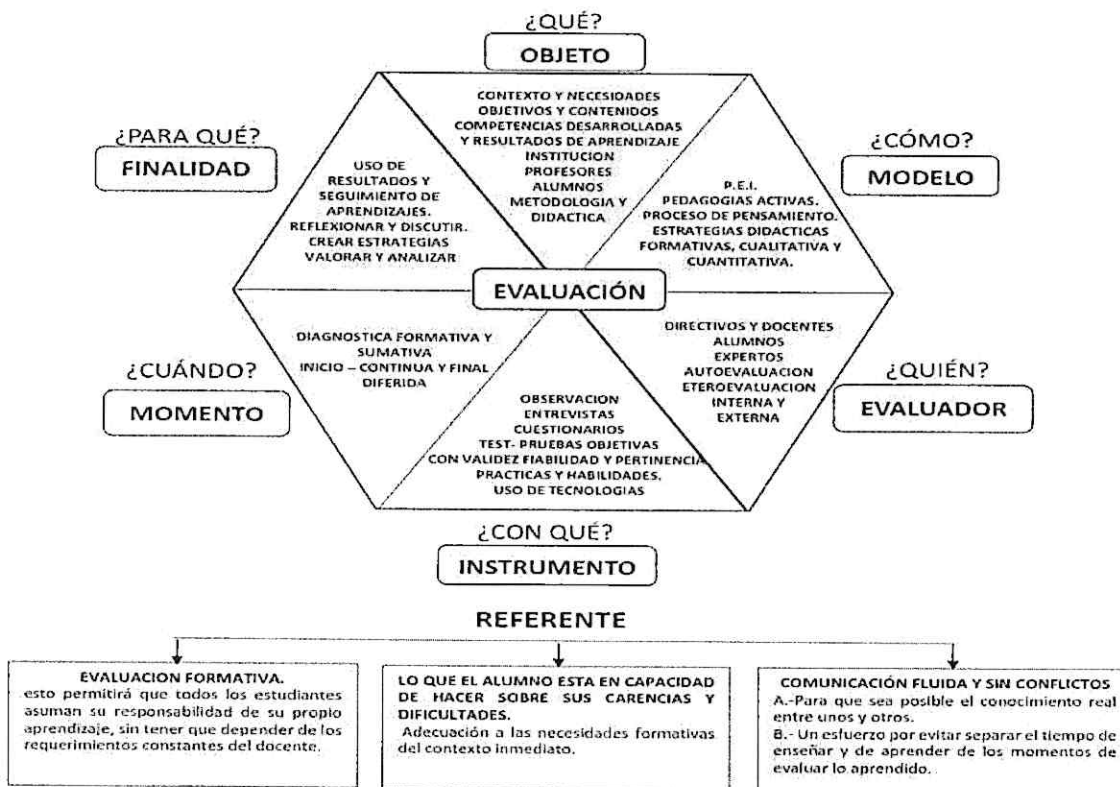 ¿QUÉ?
OBJETO
CONTEXTO Y NECESIDADES
OBJETIVOS Y CONTENIDOS
COMPETENCIAS DESARROLLADAS
Y RESULTADOS DE APRENDIZAJE
INSTITUCION
PROFESORES
ALUMNOS
METODOLOGIA Y
DIDACTICA
¿PARA QUÉ?
FINALIDAD
USO DE
RESULTADOS Y
SEGUIMIENTO DE
APRENDIZAJES.
REFLEXIONAR Y DISCUTIR.
CREAR ESTRATEGIAS
VALORAR Y ANALIZAR
¿CÓMO?
MODELO
P.E.I.
PEDAGOGIAS ACTIVAS.
PROCESO DE PENSAMIENTO.
ESTRATEGIAS DIDACTICAS
FORMATIVAS, CUALITATIVA Y
CUANTITATIVA.
EVALUACIÓN
¿CUÁNDO?
MOMENTO
DIAGNOSTICA FORMATIVA Y
SUMATIVA
INICIO – CONTINUA Y FINAL
DIFERIDA
DIRECTIVOS Y DOCENTES
ALUMNOS
EXPERTOS
AUTOEVALUACION
ETEROEVALUACION
INTERNA Y
EXTERNA
¿QUIÉN?
EVALUADOR
OBSERVACION
ENTREVISTAS
CUESTIONARIOS
TEST- PRUEBAS OBJETIVAS
CON VALIDEZ FIABILIDAD Y PERTINENCIA
PRACTICAS Y HABILIDADES.
USO DE TECNOLOGIAS
¿CON QUÉ?
INSTRUMENTO
REFERENTE
EVALUACION FORMATIVA.
esto permitirá que todos los estudiantes
asuman su responsabilidad de su propio
aprendizaje, sin tener que depender de los
requerimientos constantes del docente.
LO QUE EL ALUMNO ESTA EN CAPACIDAD
DE HACER SOBRE SUS CARENCIAS Y
DIFICULTADES.
Adecuación a las necesidades formativas
del contexto inmediato.
COMUNICACIÓN FLUIDA Y SIN CONFLICTOS
A.-Para que sea posible el conocimiento real
entre unos y otros.
B.- Un esfuerzo por evitar separar el tiempo de
enseñar y de aprender de los momentos de
evaluar lo aprendido.